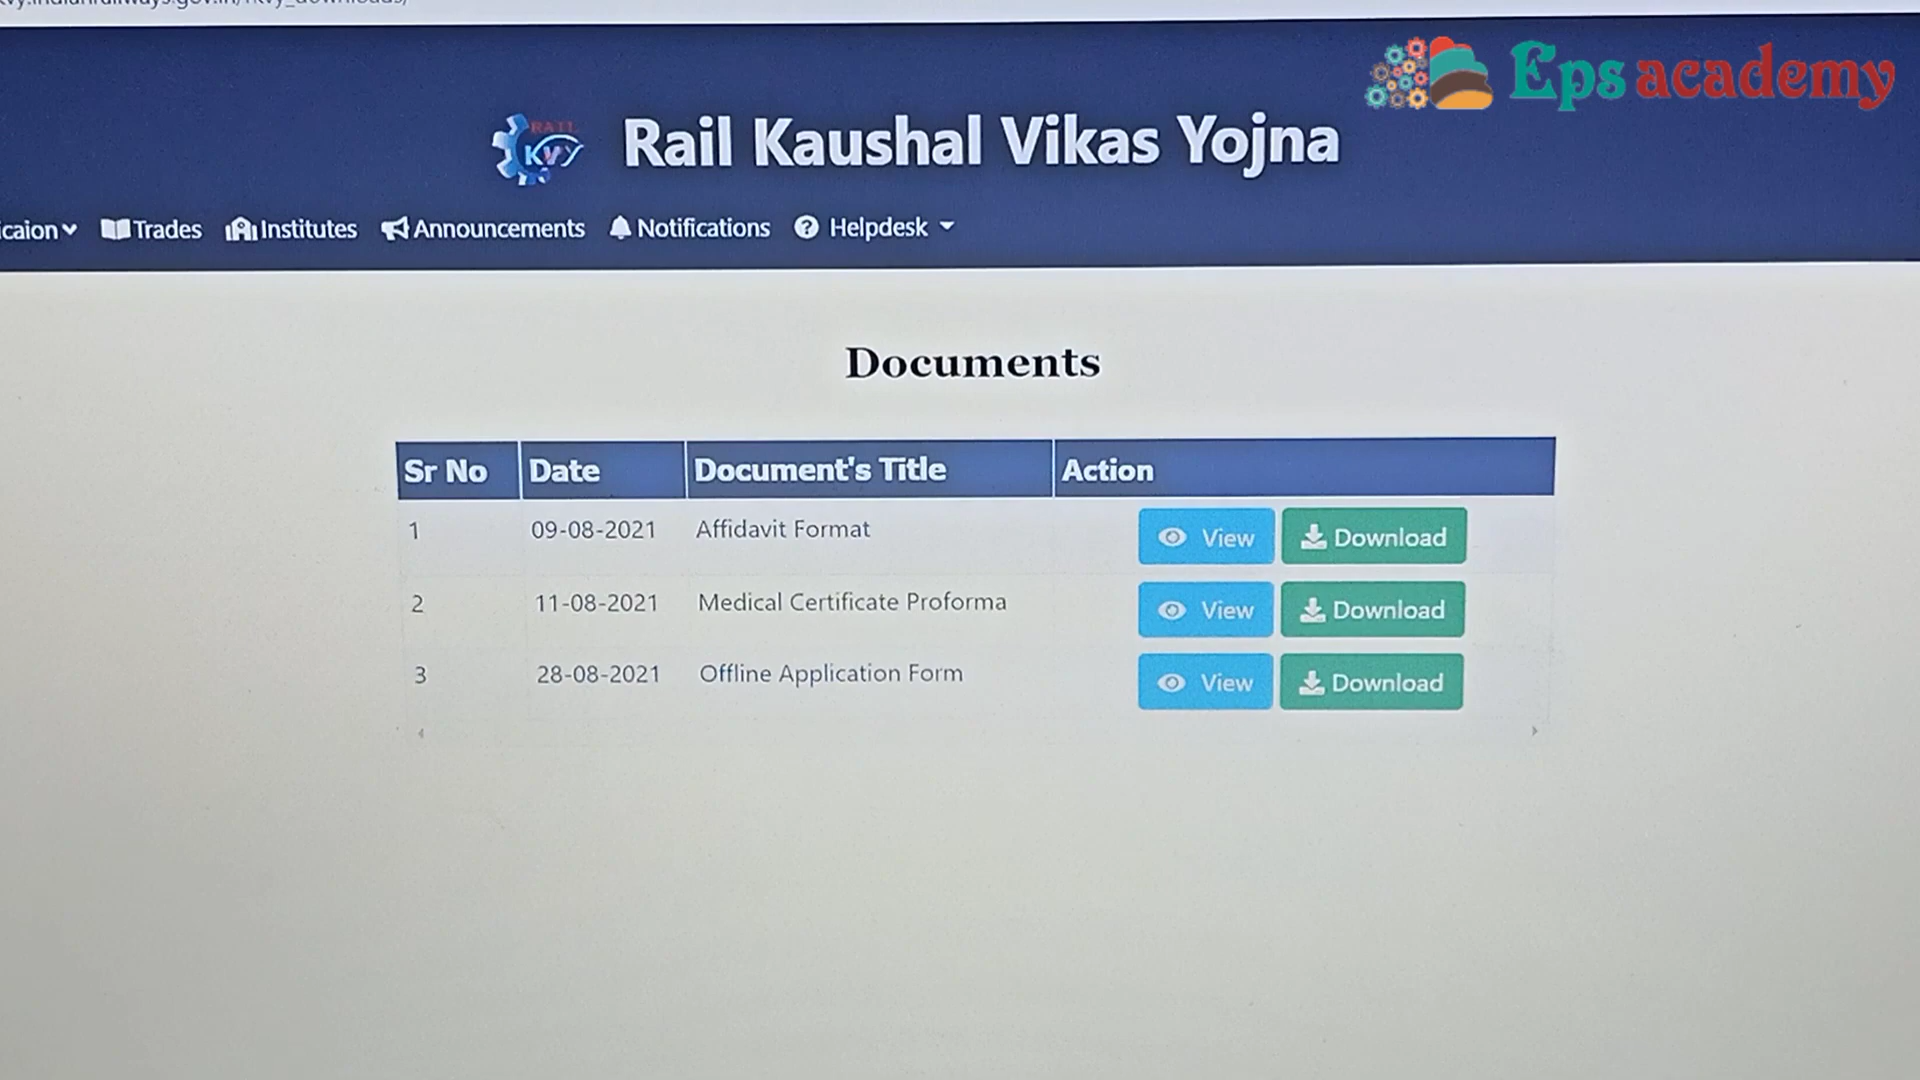 Eps academy
RAIL
KVY
Rail Kaushal Vikas Yojna
Trades Institutes Announcements Notifications Helpdesk
Documents
Sr No Date Document's Title Action
1 09-08-2021 Affidavit Format View Download
2 11-08-2021 Medical Certificate Proforma View Download
3 28-08-2021 Offline Application Form View Download